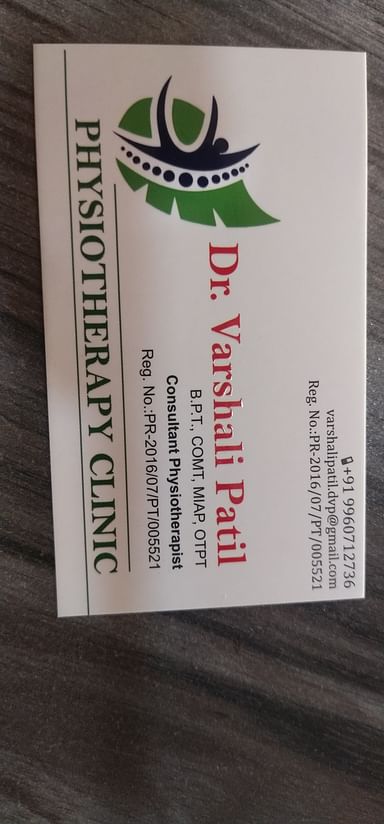 +91 9960712736
varshalipatil.dvp@gmail.com
Reg. No.:PR-2016/07/PT/005521
Dr. Varshali Patil
B.P.T., COMT, MIAP, OTPT
Consultant Physiotherapist
Reg. No.:PR-2016/07/PT/005521
PHYSIOTHERAPY CLINIC